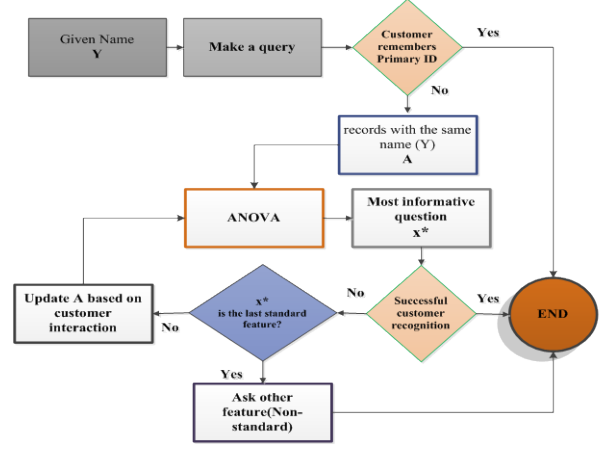 Given Name
Y
Make a query
Customer
remembers
Primary ID
Yes
No
records with the same
name (Y)
A
ANOVA
Most informative
question
x*
Update A based on
customer
interaction
No
x*
is the last standard
feature?
No
Successful
customer
recognition
Yes
END
Yes
Ask other
feature(Non-
standard)